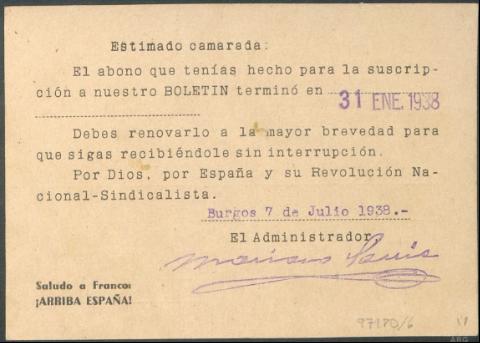 Estimado camarada:
El abono que tenías hecho para la suscrip-
ción a nuestro BOLETIN terminó en
31 ENE. 1938
Debes renovarlo a la mayor brevedad para
que sigas recibiéndole sin interrupción.
Por Dios, por España y su Revolución Na-
cional-Sindicalista.
Burgos 7 de Julio 1938.-
El Administrador
Saludo a Franco:
¡ARRIBA ESPAÑA!
97170/6